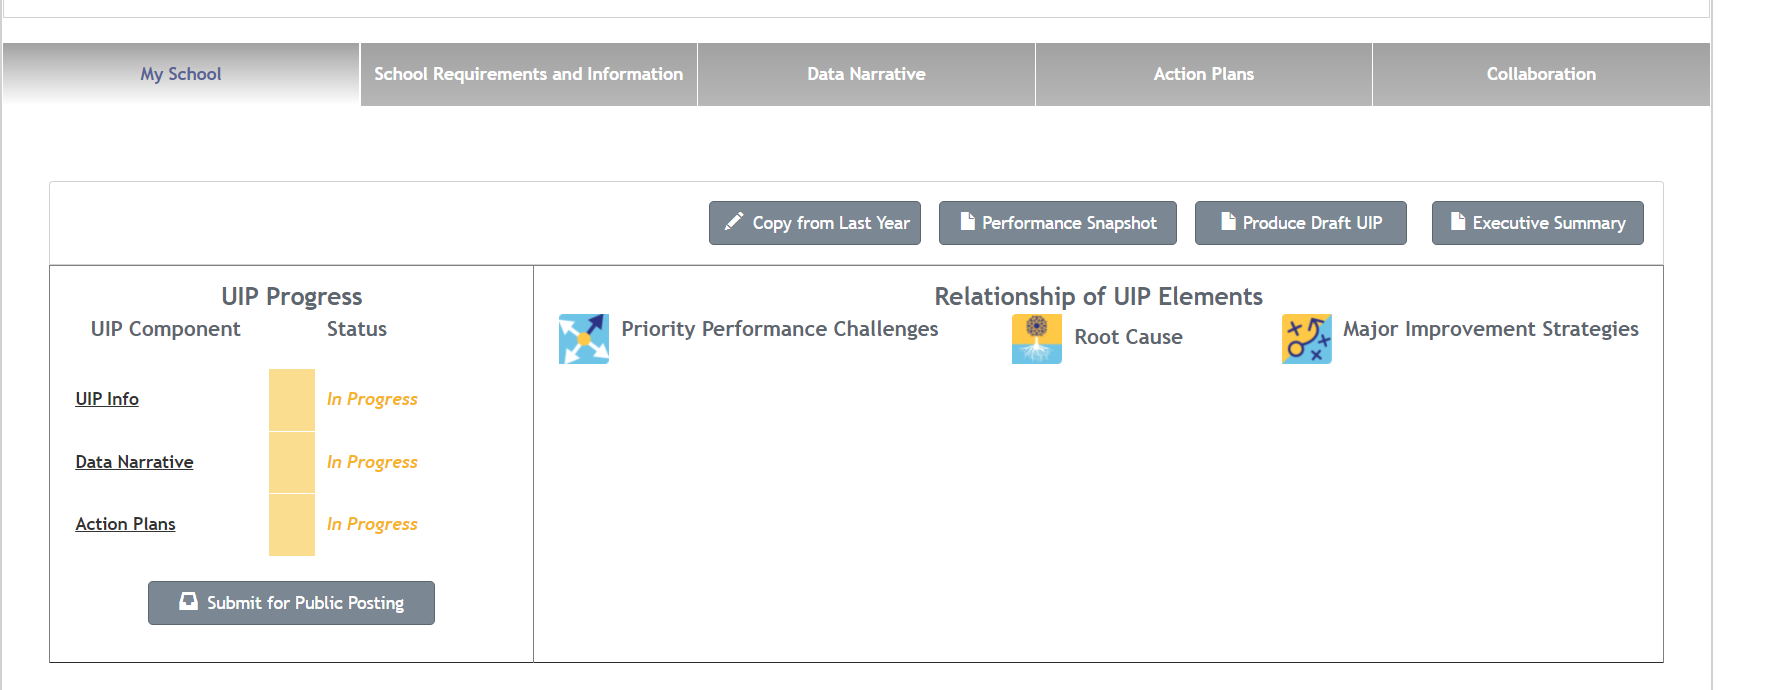 My School
School Requirements and Information
Data Narrative
Action Plans
Collaboration
Copy from Last Year
Performance Snapshot
Produce Draft UIP
Executive Summary
UIP Progress
UIP Component
Status
UIP Info
In Progress
Data Narrative
In Progress
Action Plans
In Progress
Submit for Public Posting
Relationship of UIP Elements
Priority Performance Challenges
Root Cause
Major Improvement Strategies